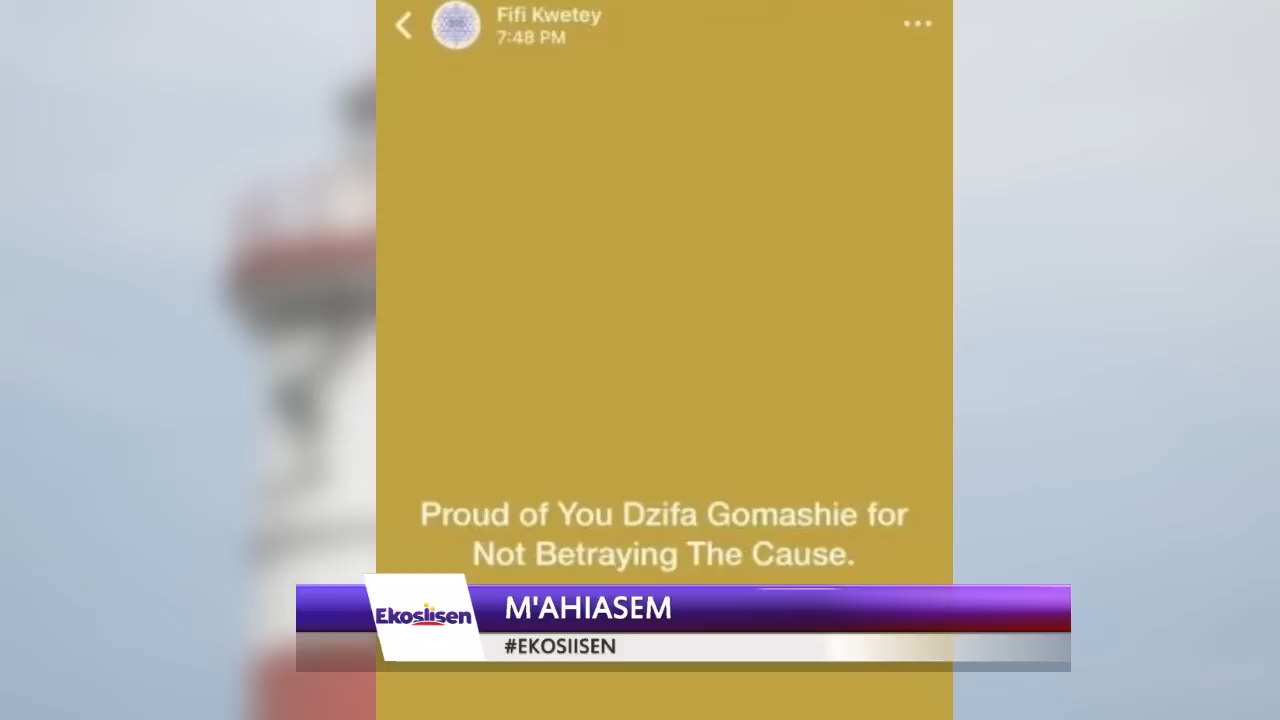 Fifi Kwetey
7:48 PM
Proud of You Dzifa Gomashie for
Not Betraying The Cause.
Ekosiisen
M'AHIASEM
#EKOSIISEN